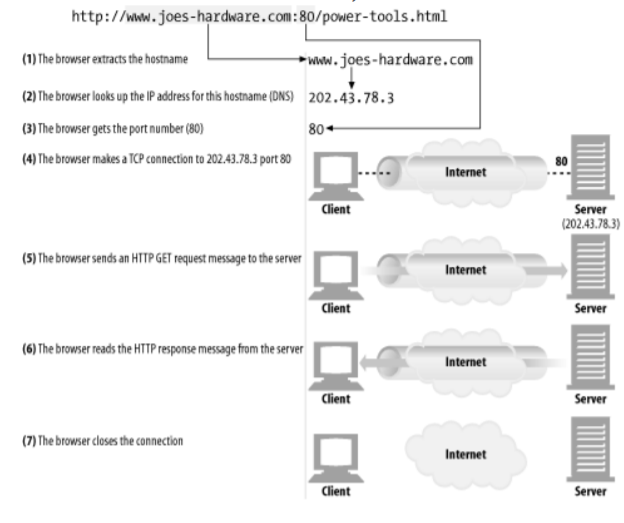 http://www.joes-hardware.com:80/power-tools.html
(1) The browser extracts the hostname
www.joes-hardware.com
(2) The browser looks up the IP address for this hostname (DNS)
202.43.78.3
(3) The browser gets the port number (80)
80
(4) The browser makes a TCP connection to 202.43.78.3 port 80
Internet
80
Client
Server
(202.43.78.3)
(5) The browser sends an HTTP GET request message to the server
Internet
Client
Server
(6) The browser reads the HTTP response message from the server
Internet
Client
Server
(7) The browser closes the connection
Internet
Client
Server